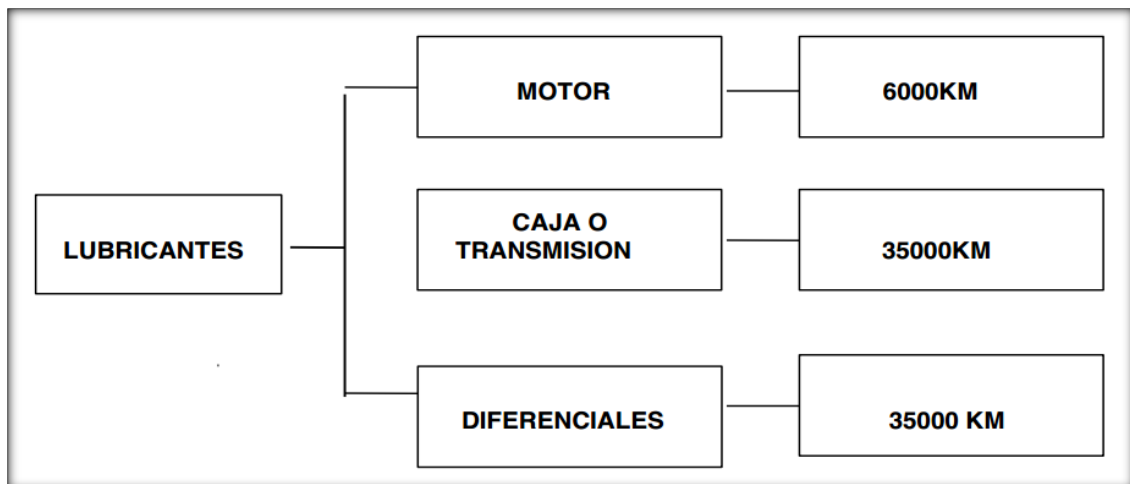 MOTOR
6000KM
LUBRICANTES
CAJA O
TRANSMISION
35000KM
DIFERENCIALES
35000 KM